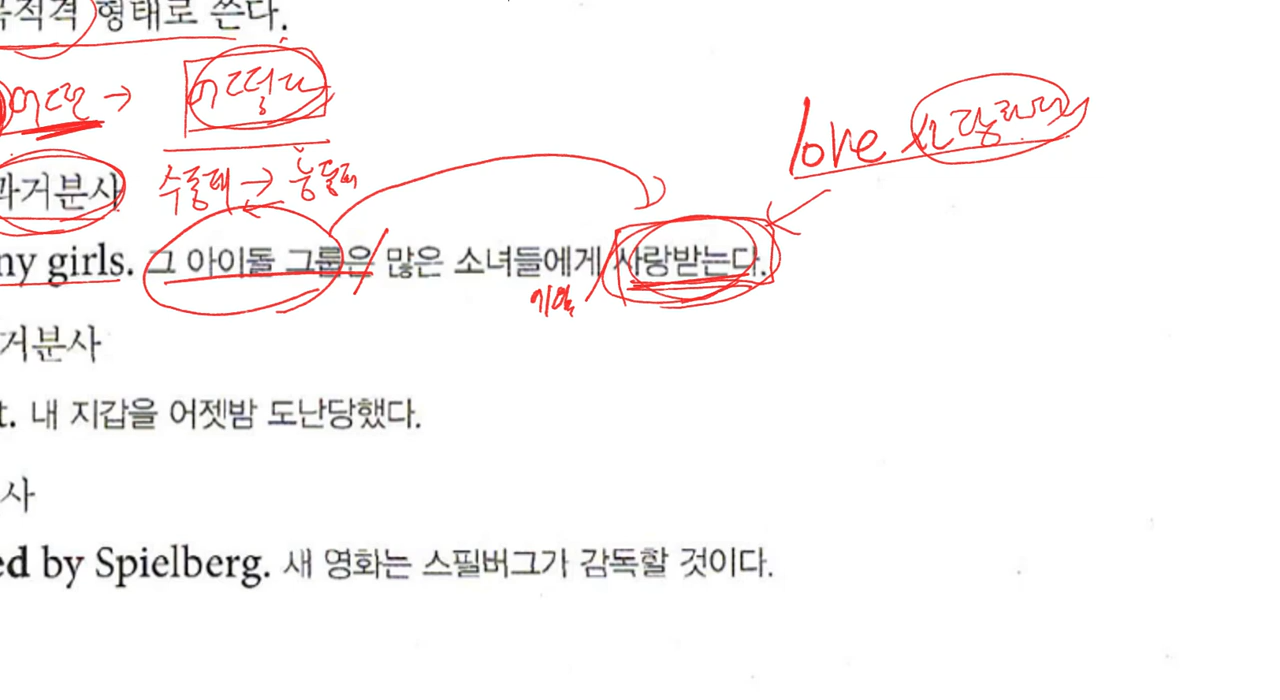 목적격 형태로 쓴다.
어떤 → 어떻다
love 사랑한다
과거분사 수동태 → 능동태
ny girls. 그 아이돌 그룹은 많은 소녀들에게 사랑받는다.
거분사
t. 내 지갑을 어젯밤 도난당했다.
사
ed by Spielberg. 새 영화는 스필버그가 감독할 것이다.